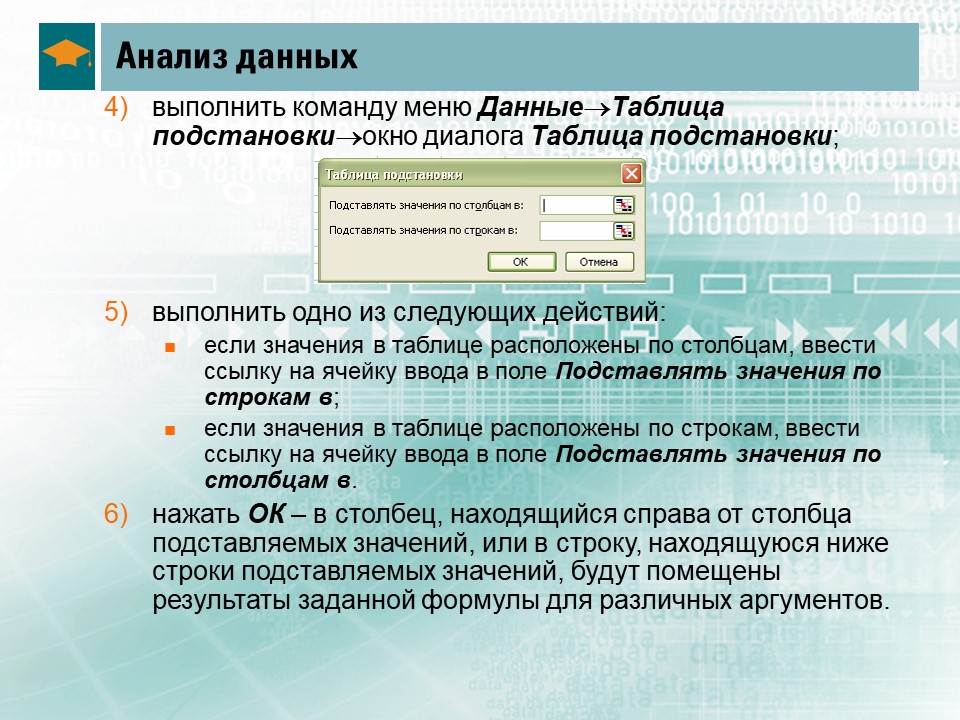 Анализ данных
4) выполнить команду меню Данные→Таблица
подстановки→окно диалога Таблица подстановки;
Таблица подстановки
Подставлять значения по столбцам в:
Подставлять значения по строкам в:
ОК Отмена
5) выполнить одно из следующих действий:
■ если значения в таблице расположены по столбцам, ввести
ссылку на ячейку ввода в поле Подставлять значения по
строкам в;
■ если значения в таблице расположены по строкам, ввести
ссылку на ячейку ввода в поле Подставлять значения по
столбцам в.
6) нажать ОК – в столбец, находящийся справа от столбца
подставляемых значений, или в строку, находящуюся ниже
строки подставляемых значений, будут помещены
результаты заданной формулы для различных аргументов.